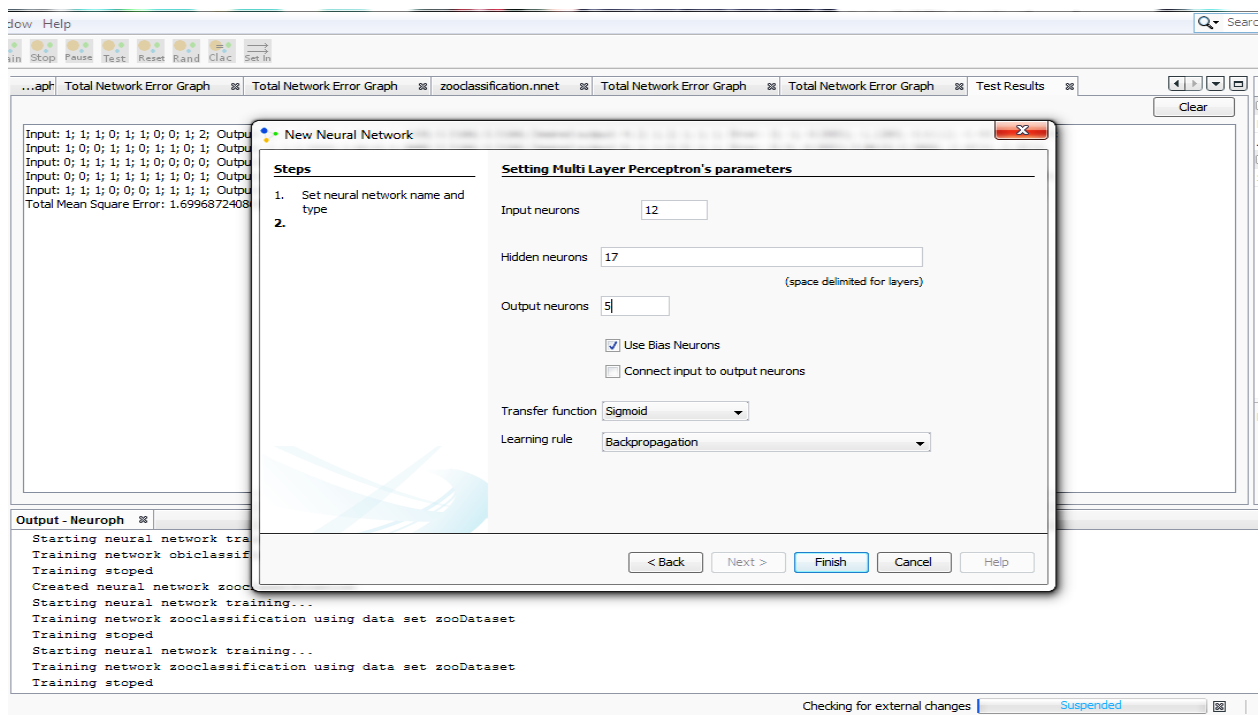 dow Help
Searc
ain Stop Pause Test Reset Rand Clac Set In
...aph Total Network Error Graph Total Network Error Graph zooclassification.nnet Total Network Error Graph Total Network Error Graph Test Results
Clear
Input: 1; 1; 1; 0; 1; 1; 0; 0; 1; 2; Outpu
Input: 1; 0; 0; 1; 1; 0; 1; 1; 0; 1; Outpu
Input: 0; 1; 1; 1; 1; 1; 0; 0; 0; Outpu
Input: 0; 0; 1; 1; 1; 1; 1; 1; 0; 1; Outpu
Input: 1; 1; 1; 0; 0; 0; 1; 1; 1; 1; Outpu
Total Mean Square Error: 1.6996872408
New Neural Network
Steps
1. Set neural network name and
type
2.
Setting Multi Layer Perceptron's parameters
Input neurons 12
Hidden neurons 17
(space delimited for layers)
Output neurons 5
Use Bias Neurons
Connect input to output neurons
Transfer function Sigmoid
Learning rule Backpropagation
< Back Next > Finish Cancel Help
Output - Neuroph
Starting neural network tra
Training network obiclassif
Training stoped
Created neural network zooc
Starting neural network training...
Training network zooclassification using data set zooDataset
Training stoped
Starting neural network training...
Training network zooclassification using data set zooDataset
Training stoped
Checking for external changes Suspended